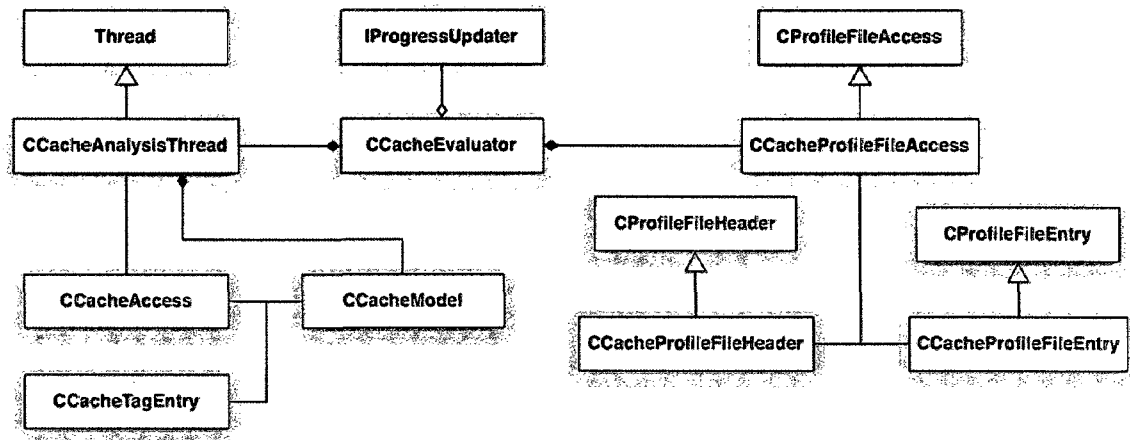 Thread
IProgressUpdater
CProfileFileAccess
CCacheAnalysisThread
CCacheEvaluator
CCacheProfileFileAccess
CProfileFileHeader
CProfileFileEntry
CCacheAccess
CCacheModel
CCacheProfileFileHeader
CCacheProfileFileEntry
CCacheTagEntry